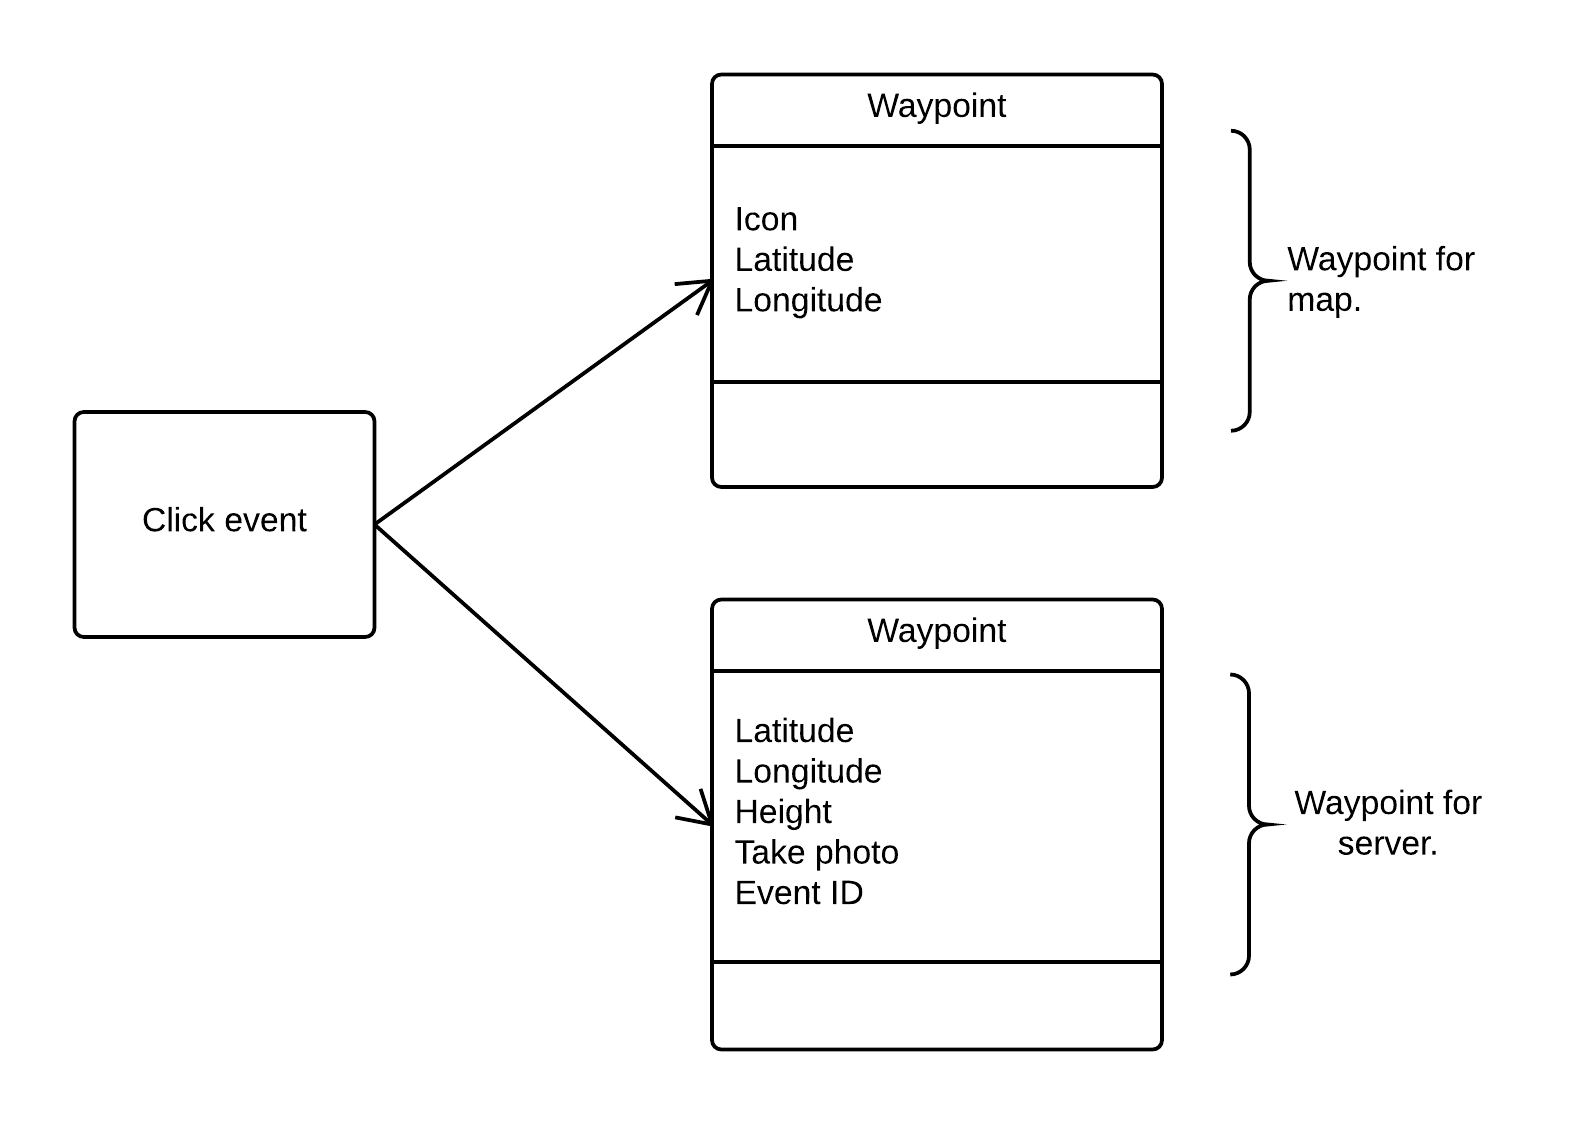 Waypoint
Icon
Latitude
Longitude
Waypoint for
map.
Click event
Waypoint
Latitude
Longitude
Height
Take photo
Event ID
Waypoint for
server.